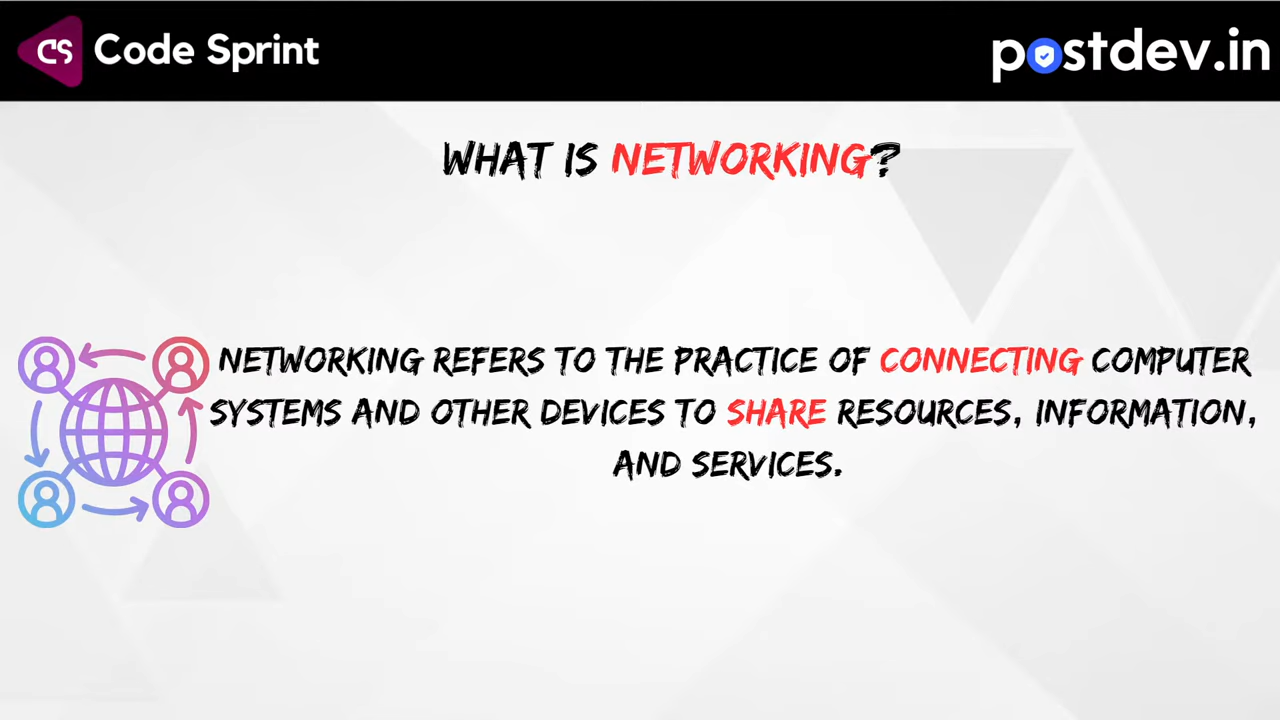 CS Code Sprint
postdev.in
WHAT IS NETWORKING?
NETWORKING REFERS TO THE PRACTICE OF CONNECTING COMPUTER
SYSTEMS AND OTHER DEVICES TO SHARE RESOURCES, INFORMATION,
AND SERVICES.